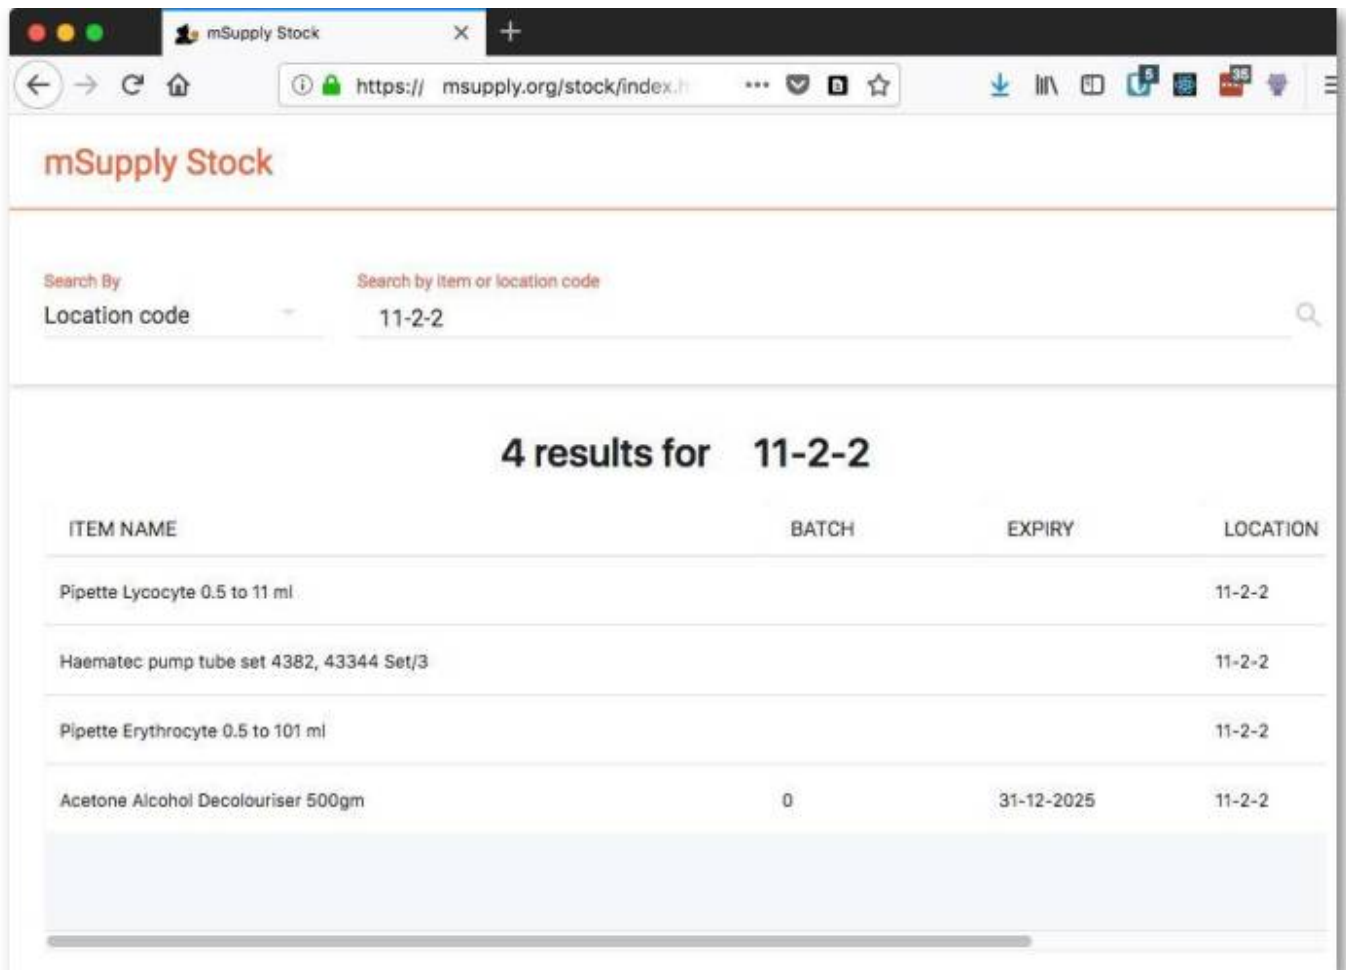 mSupply Stock
https:// msupply.org/stock/index.h
5
35
mSupply Stock
Search By
Search by item or location code
Location code
11-2-2
4 results for 11-2-2
ITEM NAME BATCH EXPIRY LOCATION
Pipette Lycocyte 0.5 to 11 ml 11-2-2
Haematec pump tube set 4382, 43344 Set/3 11-2-2
Pipette Erythrocyte 0.5 to 101 ml 11-2-2
Acetone Alcohol Decolouriser 500gm 0 31-12-2025 11-2-2